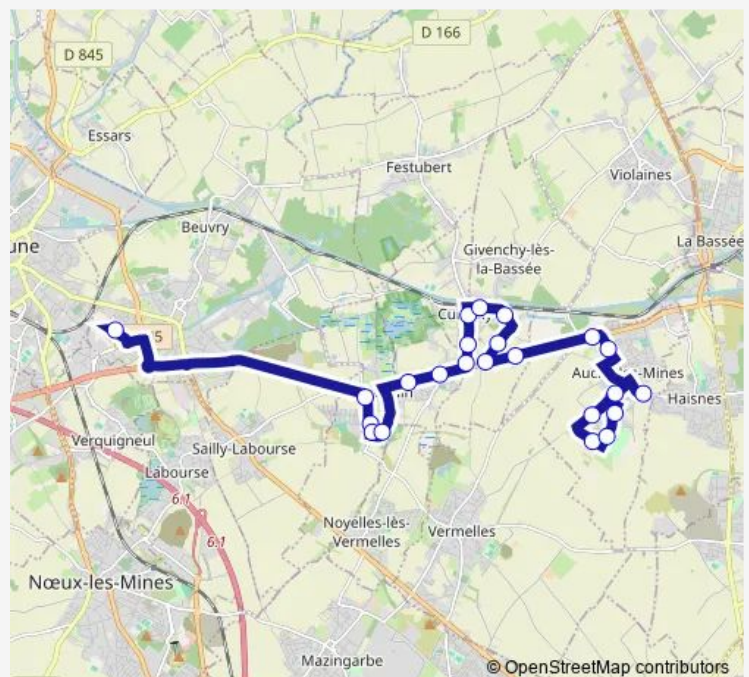 D 166
D 845
Essars
Festubert
Violaines
Beuvry
La Bassée
une
Givenchy-lès-
la-Bassée
Haisnes
Verquigneul
Sailly-Labourse
Labourse
6.1
6.1
Noyelles-lès-
Vermelles
Vermelles
Nœux-les-Mines
Mazingarbe
© OpenStreetMap contributors